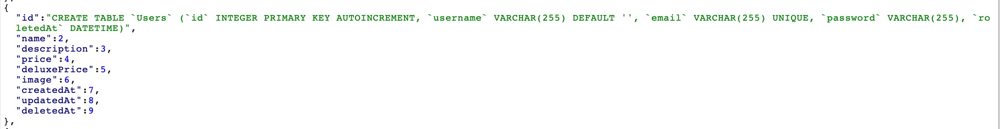 {
"id":"CREATE TABLE `Users` (`id` INTEGER PRIMARY KEY AUTOINCREMENT, `username` VARCHAR(255) DEFAULT '', `email` VARCHAR(255) UNIQUE, `password` VARCHAR(255), `ro
letedAt` DATETIME)",
"name":2,
"description":3,
"price":4,
"deluxePrice":5,
"image":6,
"createdAt":7,
"updatedAt":8,
"deletedAt":9
},